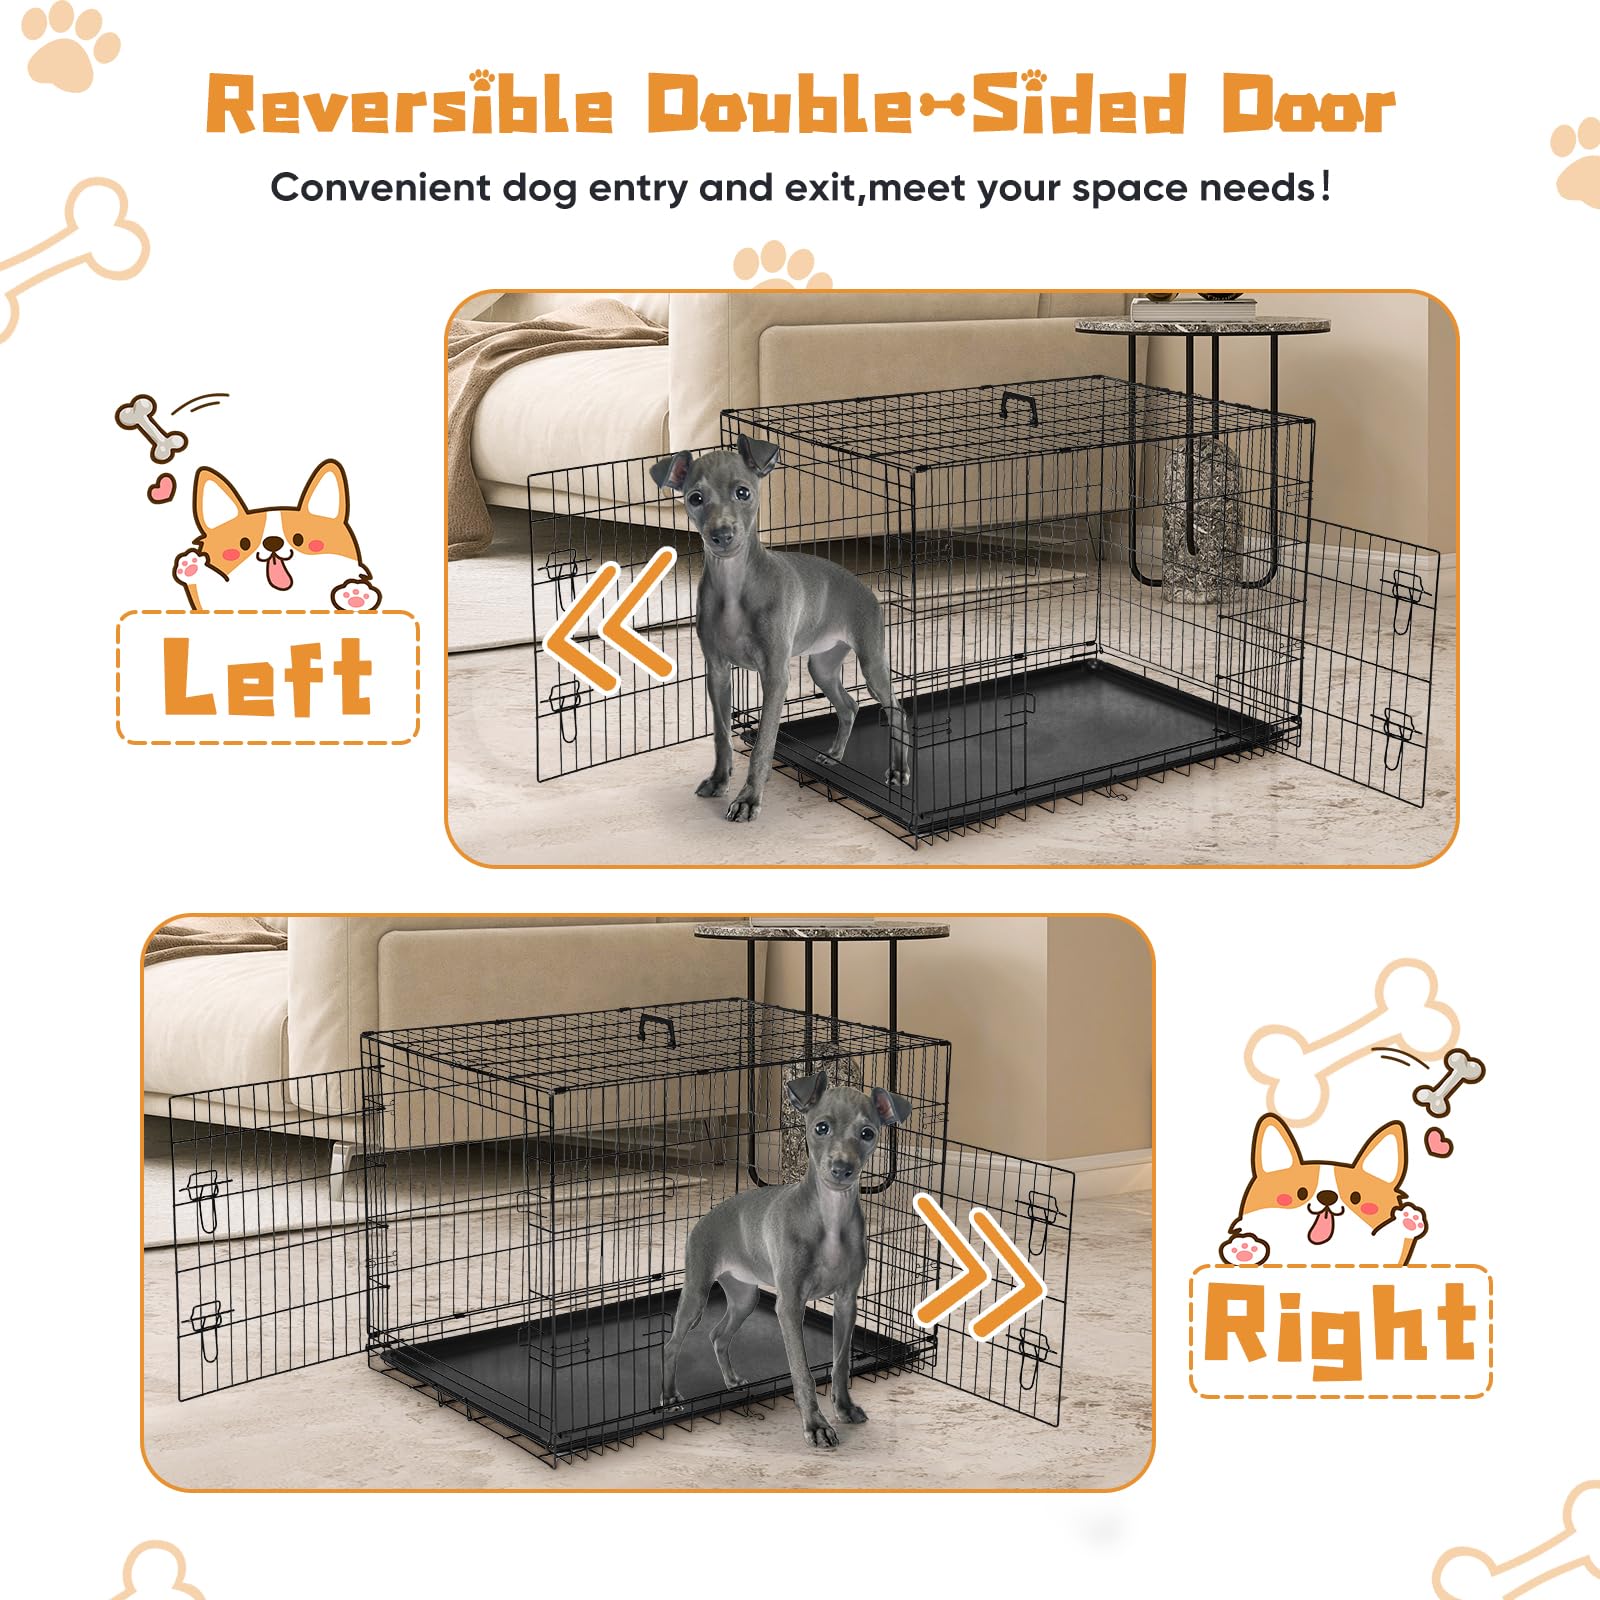 Reversible Double-Sided Door
Convenient dog entry and exit,meet your space needs!
Left
Right